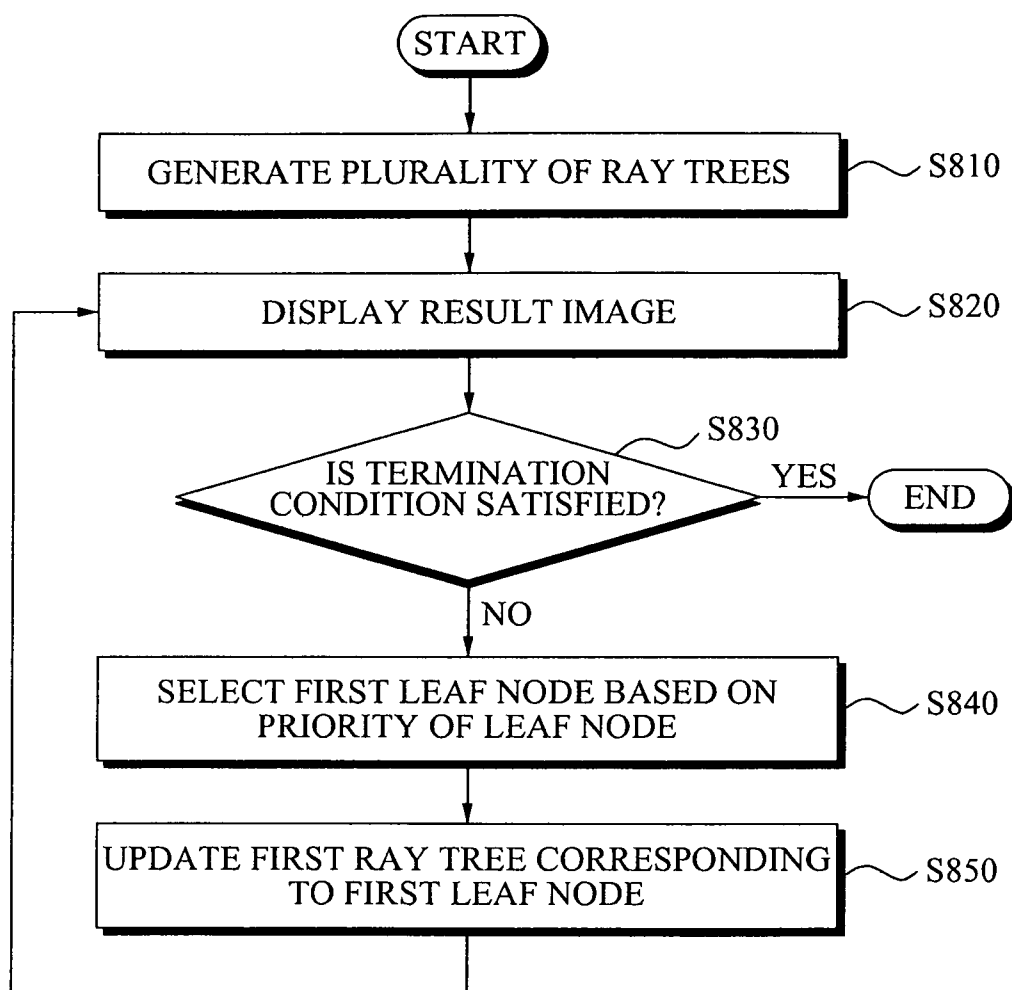 START
GENERATE PLURALITY OF RAY TREES
S810
DISPLAY RESULT IMAGE
S820
S830
IS TERMINATION
CONDITION SATISFIED?
YES
END
NO
SELECT FIRST LEAF NODE BASED ON
PRIORITY OF LEAF NODE
S840
UPDATE FIRST RAY TREE CORRESPONDING
TO FIRST LEAF NODE
S850